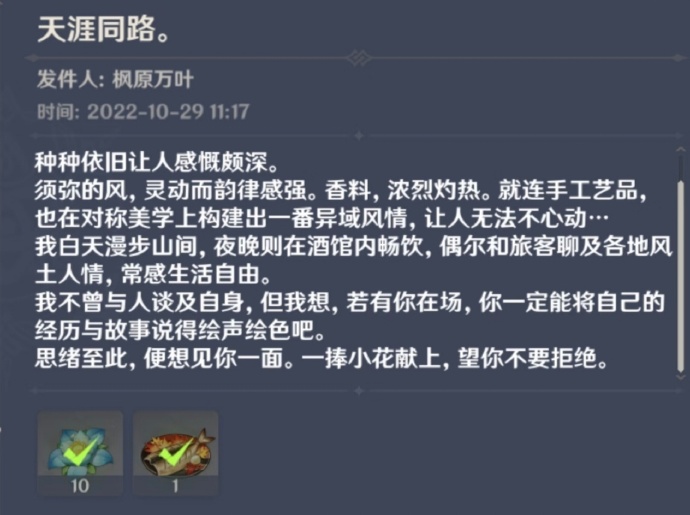 天涯同路。
发件人: 枫原万叶
时间: 2022-10-29 11:17
种种依旧让人感慨颇深。
须弥的风, 灵动而韵律感强。香料, 浓烈灼热。就连手工艺品,
也在对称美学上构建出一番异域风情, 让人无法不心动…
我白天漫步山间, 夜晚则在酒馆内畅饮, 偶尔和旅客聊及各地风
土人情, 常感生活自由。
我不曾与人谈及自身, 但我想, 若有你在场, 你一定能将自己的
经历与故事说得绘声绘色吧。
思绪至此, 便想见你一面。一捧小花献上, 望你不要拒绝。
10
1